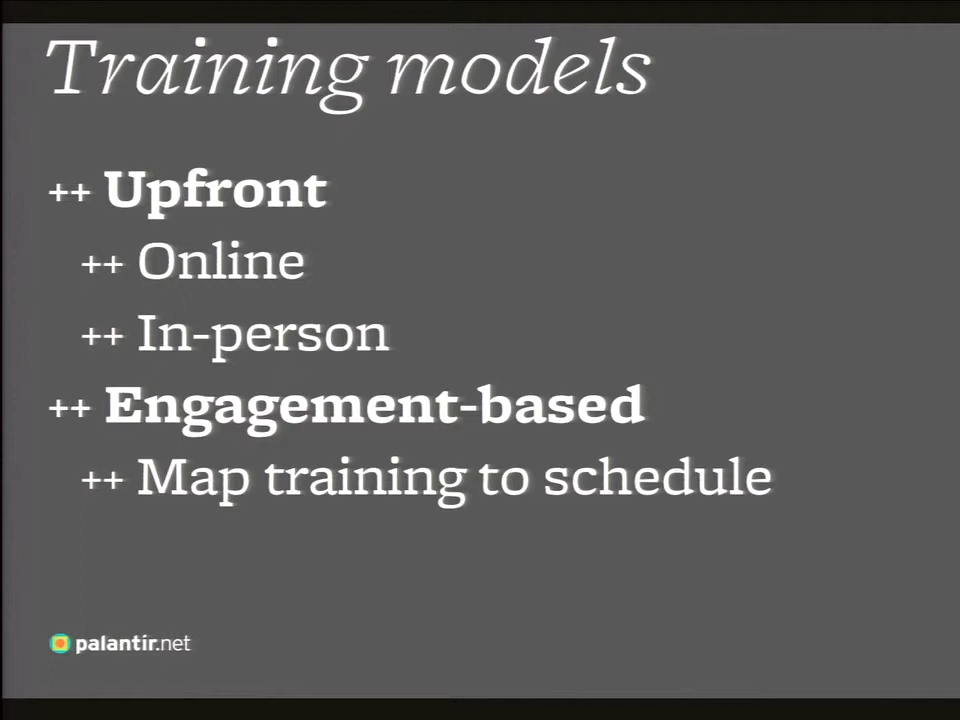 Training models
++ Upfront
++ Online
++ In-person
++ Engagement-based
++ Map training to schedule
palantir.net